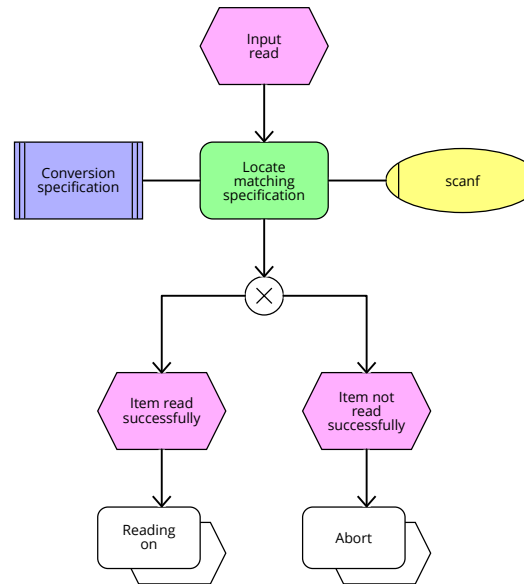 Input
read
Conversion
specification
Locate
matching
specification
scanf
Item read
successfully
Item not
read
successfully
Reading
on
Abort